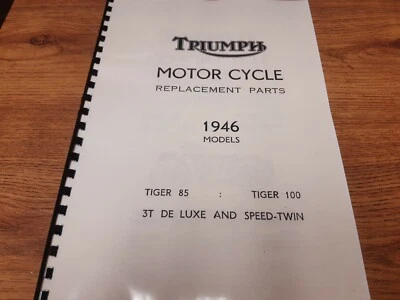 TRIUMPH
MOTOR CYCLE
REPLACEMENT PARTS
1946
MODELS
TIGER 85 : TIGER 100
3T DE LUXE AND SPEED-TWIN